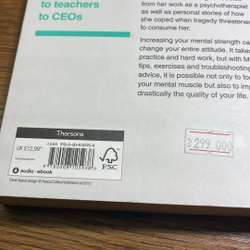 to teachers
to CEOs
from her work as a psychotherapist
as well as personal stories of how
she coped when tragedy threatened
to consume her.
Increasing your mental strength can
change your entire attitude. It takes
practice and hard work, but with M
tips, exercises and troubleshooting
advice, it is possible not only to
your mental muscle but also to im
drastically the quality of your life.
Thorsons
UK £12.99
FSC
audio · ebook
299 000